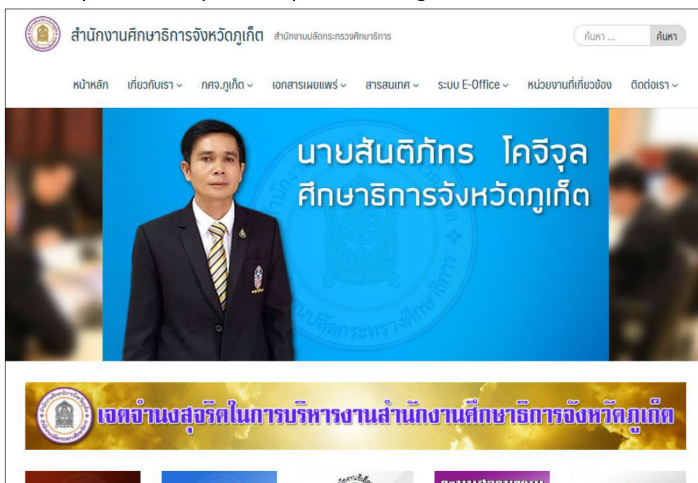 สำนักงานศึกษาธิการจังหวัดภูเก็ต สำนักงานปลัดกระทรวงศึกษาธิการ ค้นหา ... ค้นหา
หน้าหลัก เกี่ยวกับเรา กศจ.ภูเก็ต เอกสารเผยแพร่ สารสนเทศ ระบบ E-Office หน่วยงานที่เกี่ยวข้อง ติดต่อเรา
นายสันติภัทร โคจีจุล
ศึกษาธิการจังหวัดภูเก็ต
เจตจำนงสุจริตในการบริหารงานสำนักงานศึกษาธิการจังหวัดภูเก็ต